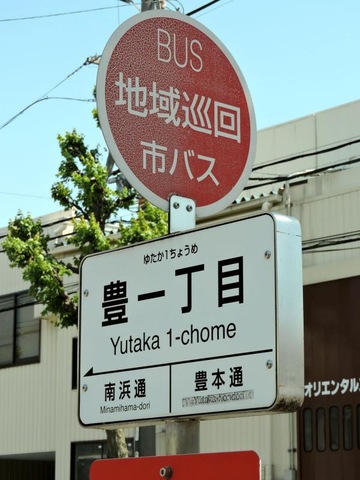 BUS
地域巡回
市バス
ゆたか1ちょうめ
豊一丁目
Yutaka 1-chome
南浜通
Minamihama-dori
豊本通
オリエンタル